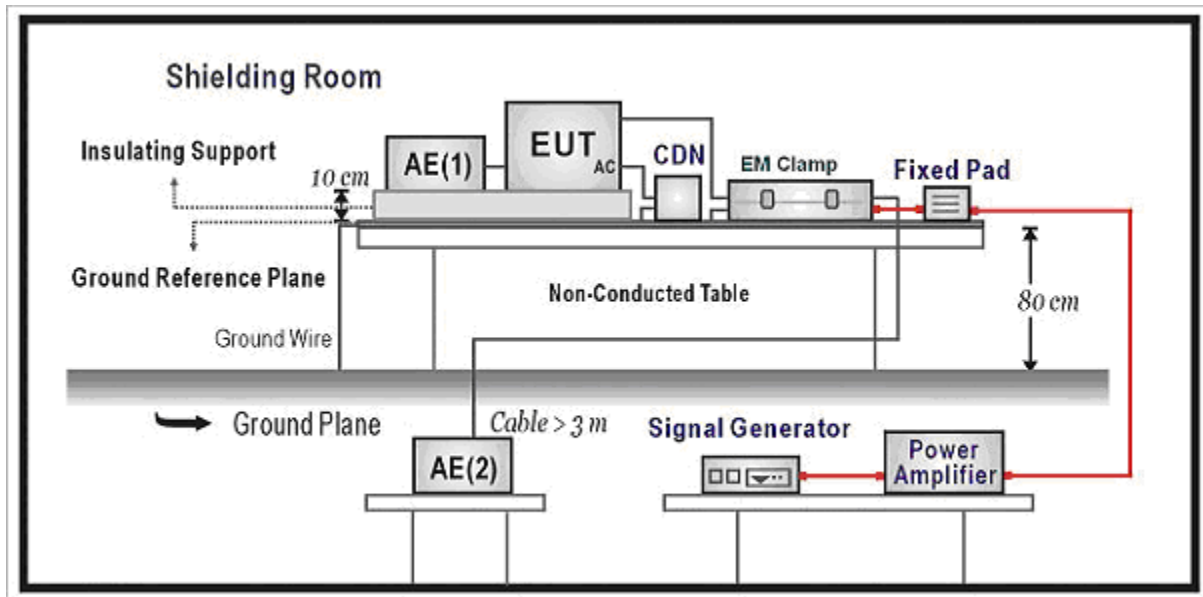 Shielding Room
Insulating Support
10 cm
AE(1)
EUT
AC
CDN
EM Clamp
Fixed Pad
Ground Reference Plane
Non-Conducted Table
80 cm
Ground Wire
Ground Plane
Cable > 3 m
Signal Generator
AE(2)
Power
Amplifier